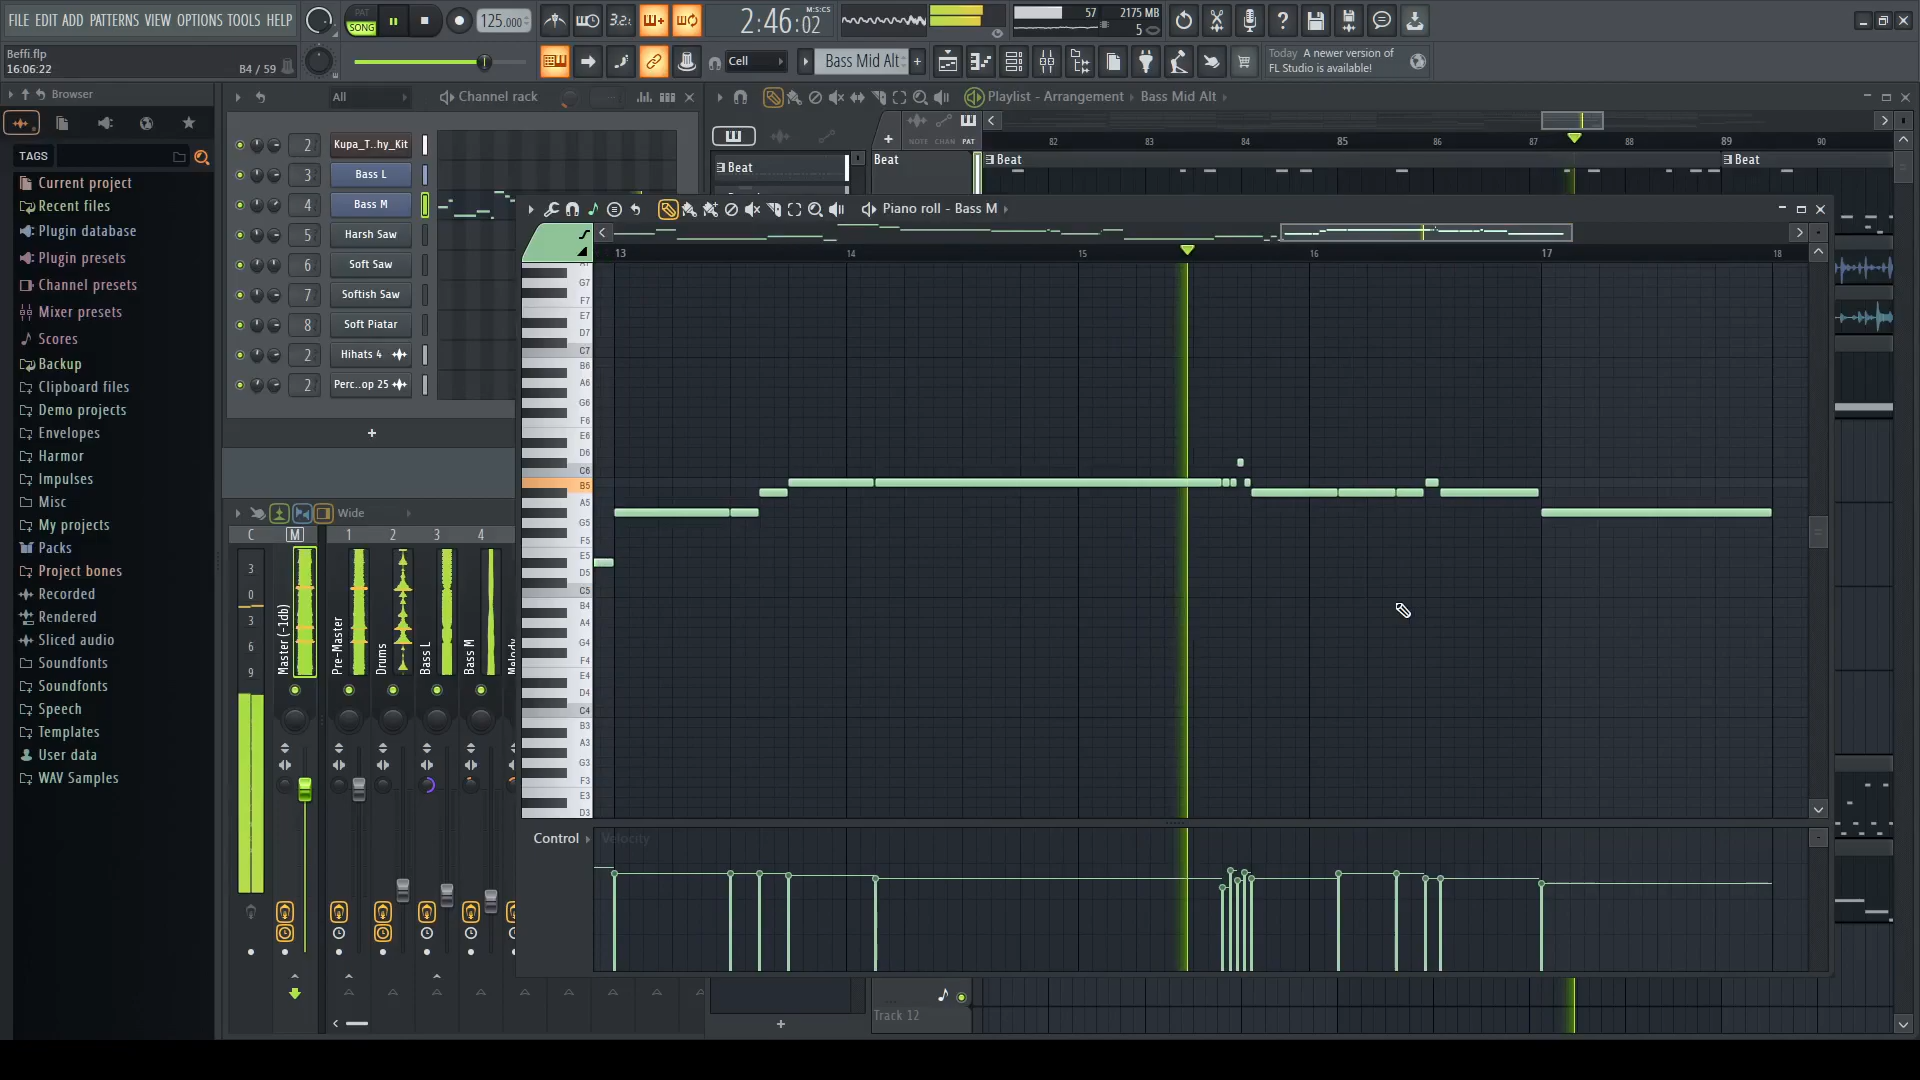 FILE EDIT ADD PATTERNS VIEW OPTIONS TOOLS HELP
PAT
SONG
125.000
3.2:
2:46:02
M:S:CS
57
2175 MB
5
Beffi.flp
16:06:22
B4 / 59
Cell
Bass Mid Alt
+
Today A newer version of
FL Studio is available!
Browser
All
Channel rack
Playlist - Arrangement
Bass Mid Alt
TAGS
Current project
Recent files
Plugin database
Plugin presets
Channel presets
Mixer presets
Scores
Backup
Clipboard files
Demo projects
Envelopes
Harmor
Impulses
Misc
My projects
Packs
Project bones
Recorded
Rendered
Sliced audio
Soundfonts
Soundfonts
Speech
Templates
User data
WAV Samples
2 Kupa_T..hy_Kit
3 Bass L
4 Bass M
5 Harsh Saw
6 Soft Saw
7 Softish Saw
8 Soft Piatar
2 Hihats 4
2 Perc..op 25
+
NOTE CHAN PAT
82 83 84 85 86 87 88 89 90
Beat
Beat
Beat
Beat
Piano roll - Bass M
13 14 15 16 17 18
G7
F7
E7
D7
C7
B6
A6
G6
F6
E6
D6
C6
B5
A5
G5
F5
E5
D5
C5
B4
A4
G4
F4
E4
D4
C4
B3
A3
G3
F3
E3
D3
Control
Velocity
Wide
C M 1 2 3 4
3
0
3
6
9
Master (-1db)
Pre-Master
Drums
Bass L
Bass M
Track 12
+